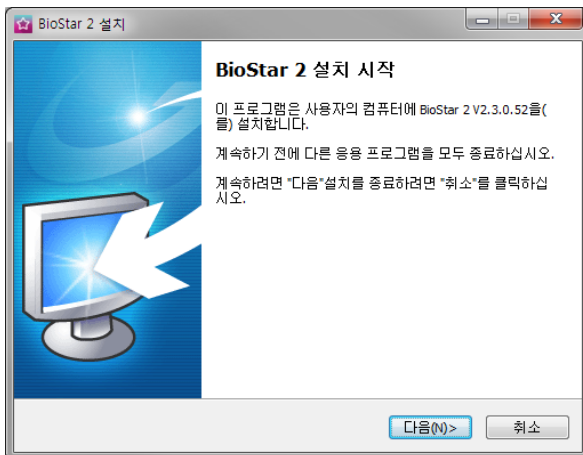 BioStar 2 설치
BioStar 2 설치 시작
이 프로그램은 사용자의 컴퓨터에 BioStar 2 V2.3.0.52을(
를) 설치합니다.
계속하기 전에 다른 응용 프로그램을 모두 종료하십시오.
계속하려면 "다음"설치를 종료하려면 "취소"를 클릭하십
시오.
다음(N)>
취소